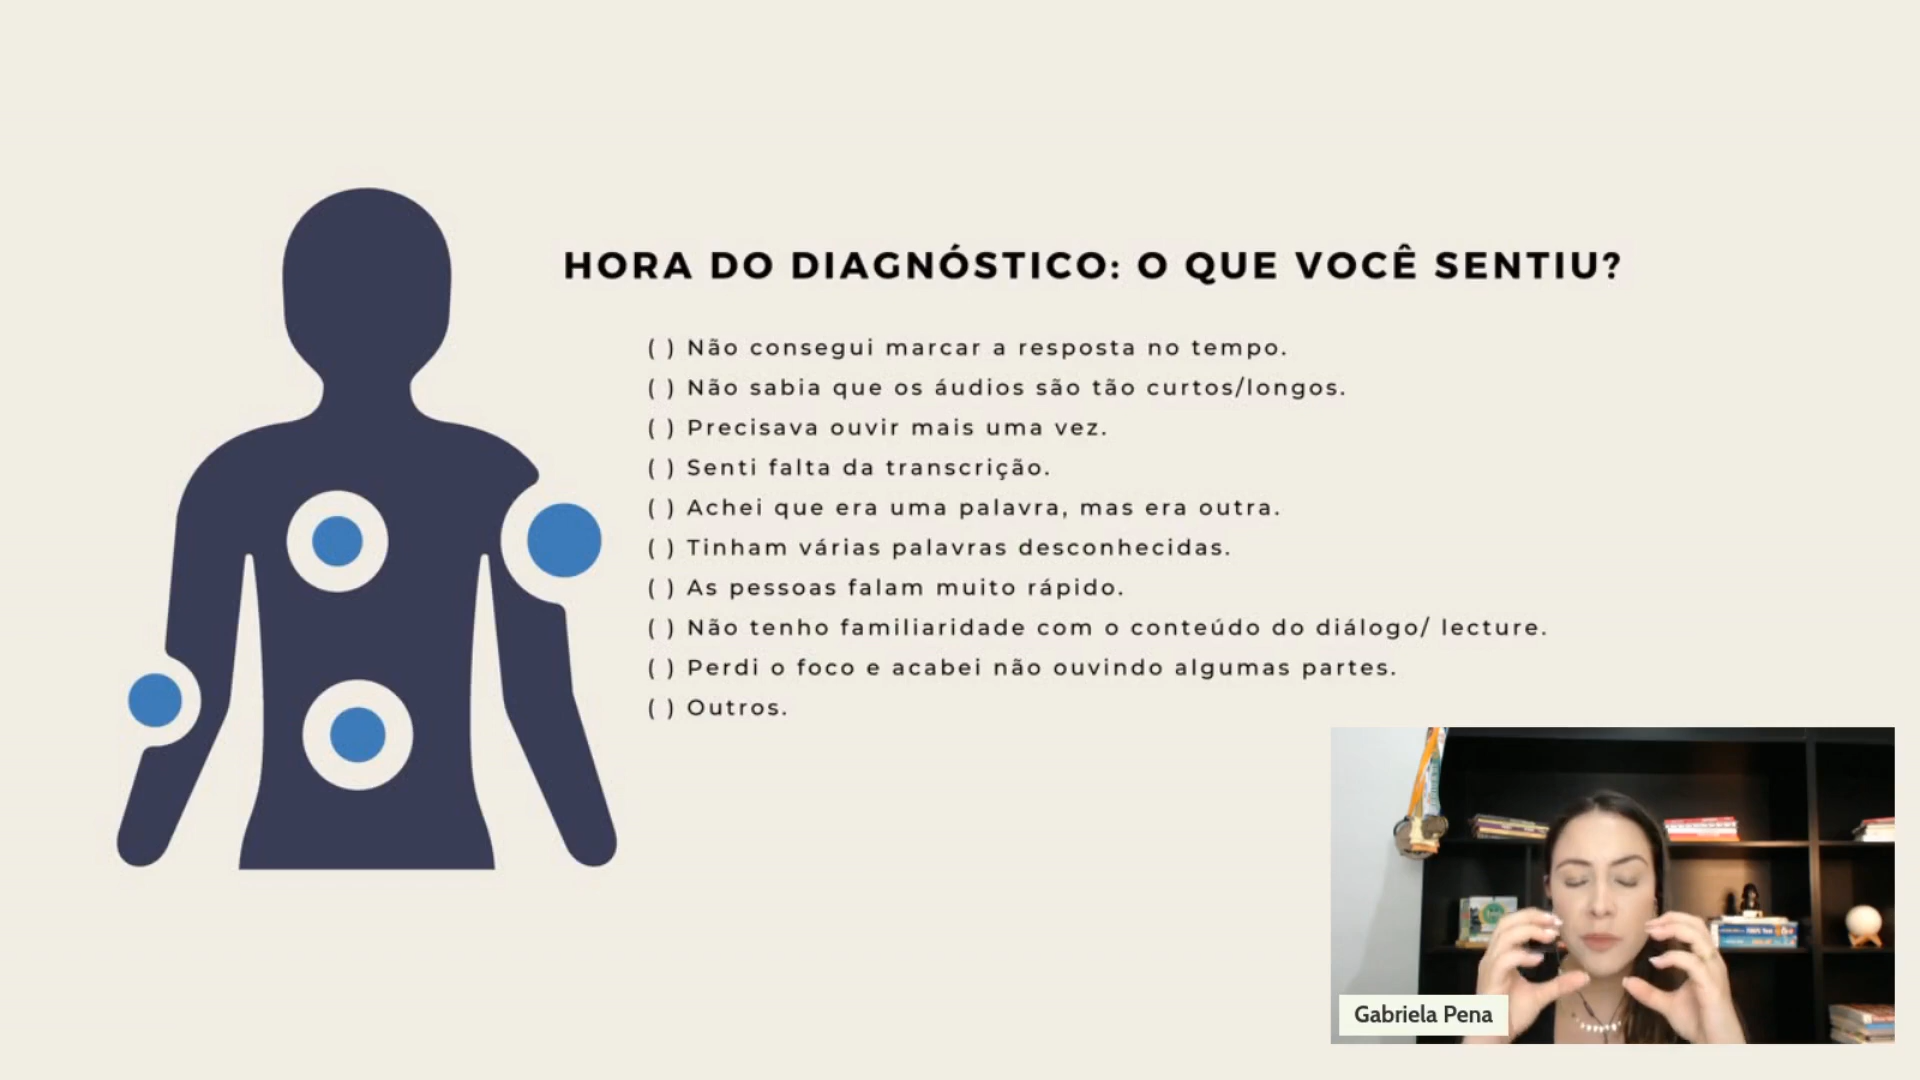 HORA DO DIAGNÓSTICO: O QUE VOCÊ SENTIU?
( ) Não consegui marcar a resposta no tempo.
( ) Não sabia que os áudios são tão curtos/longos.
( ) Precisava ouvir mais uma vez.
( ) Senti falta da transcrição.
( ) Achei que era uma palavra, mas era outra.
( ) Tinham várias palavras desconhecidas.
( ) As pessoas falam muito rápido.
( ) Não tenho familiaridade com o conteúdo do diálogo/ lecture.
( ) Perdi o foco e acabei não ouvindo algumas partes.
( ) Outros.
Gabriela Pena